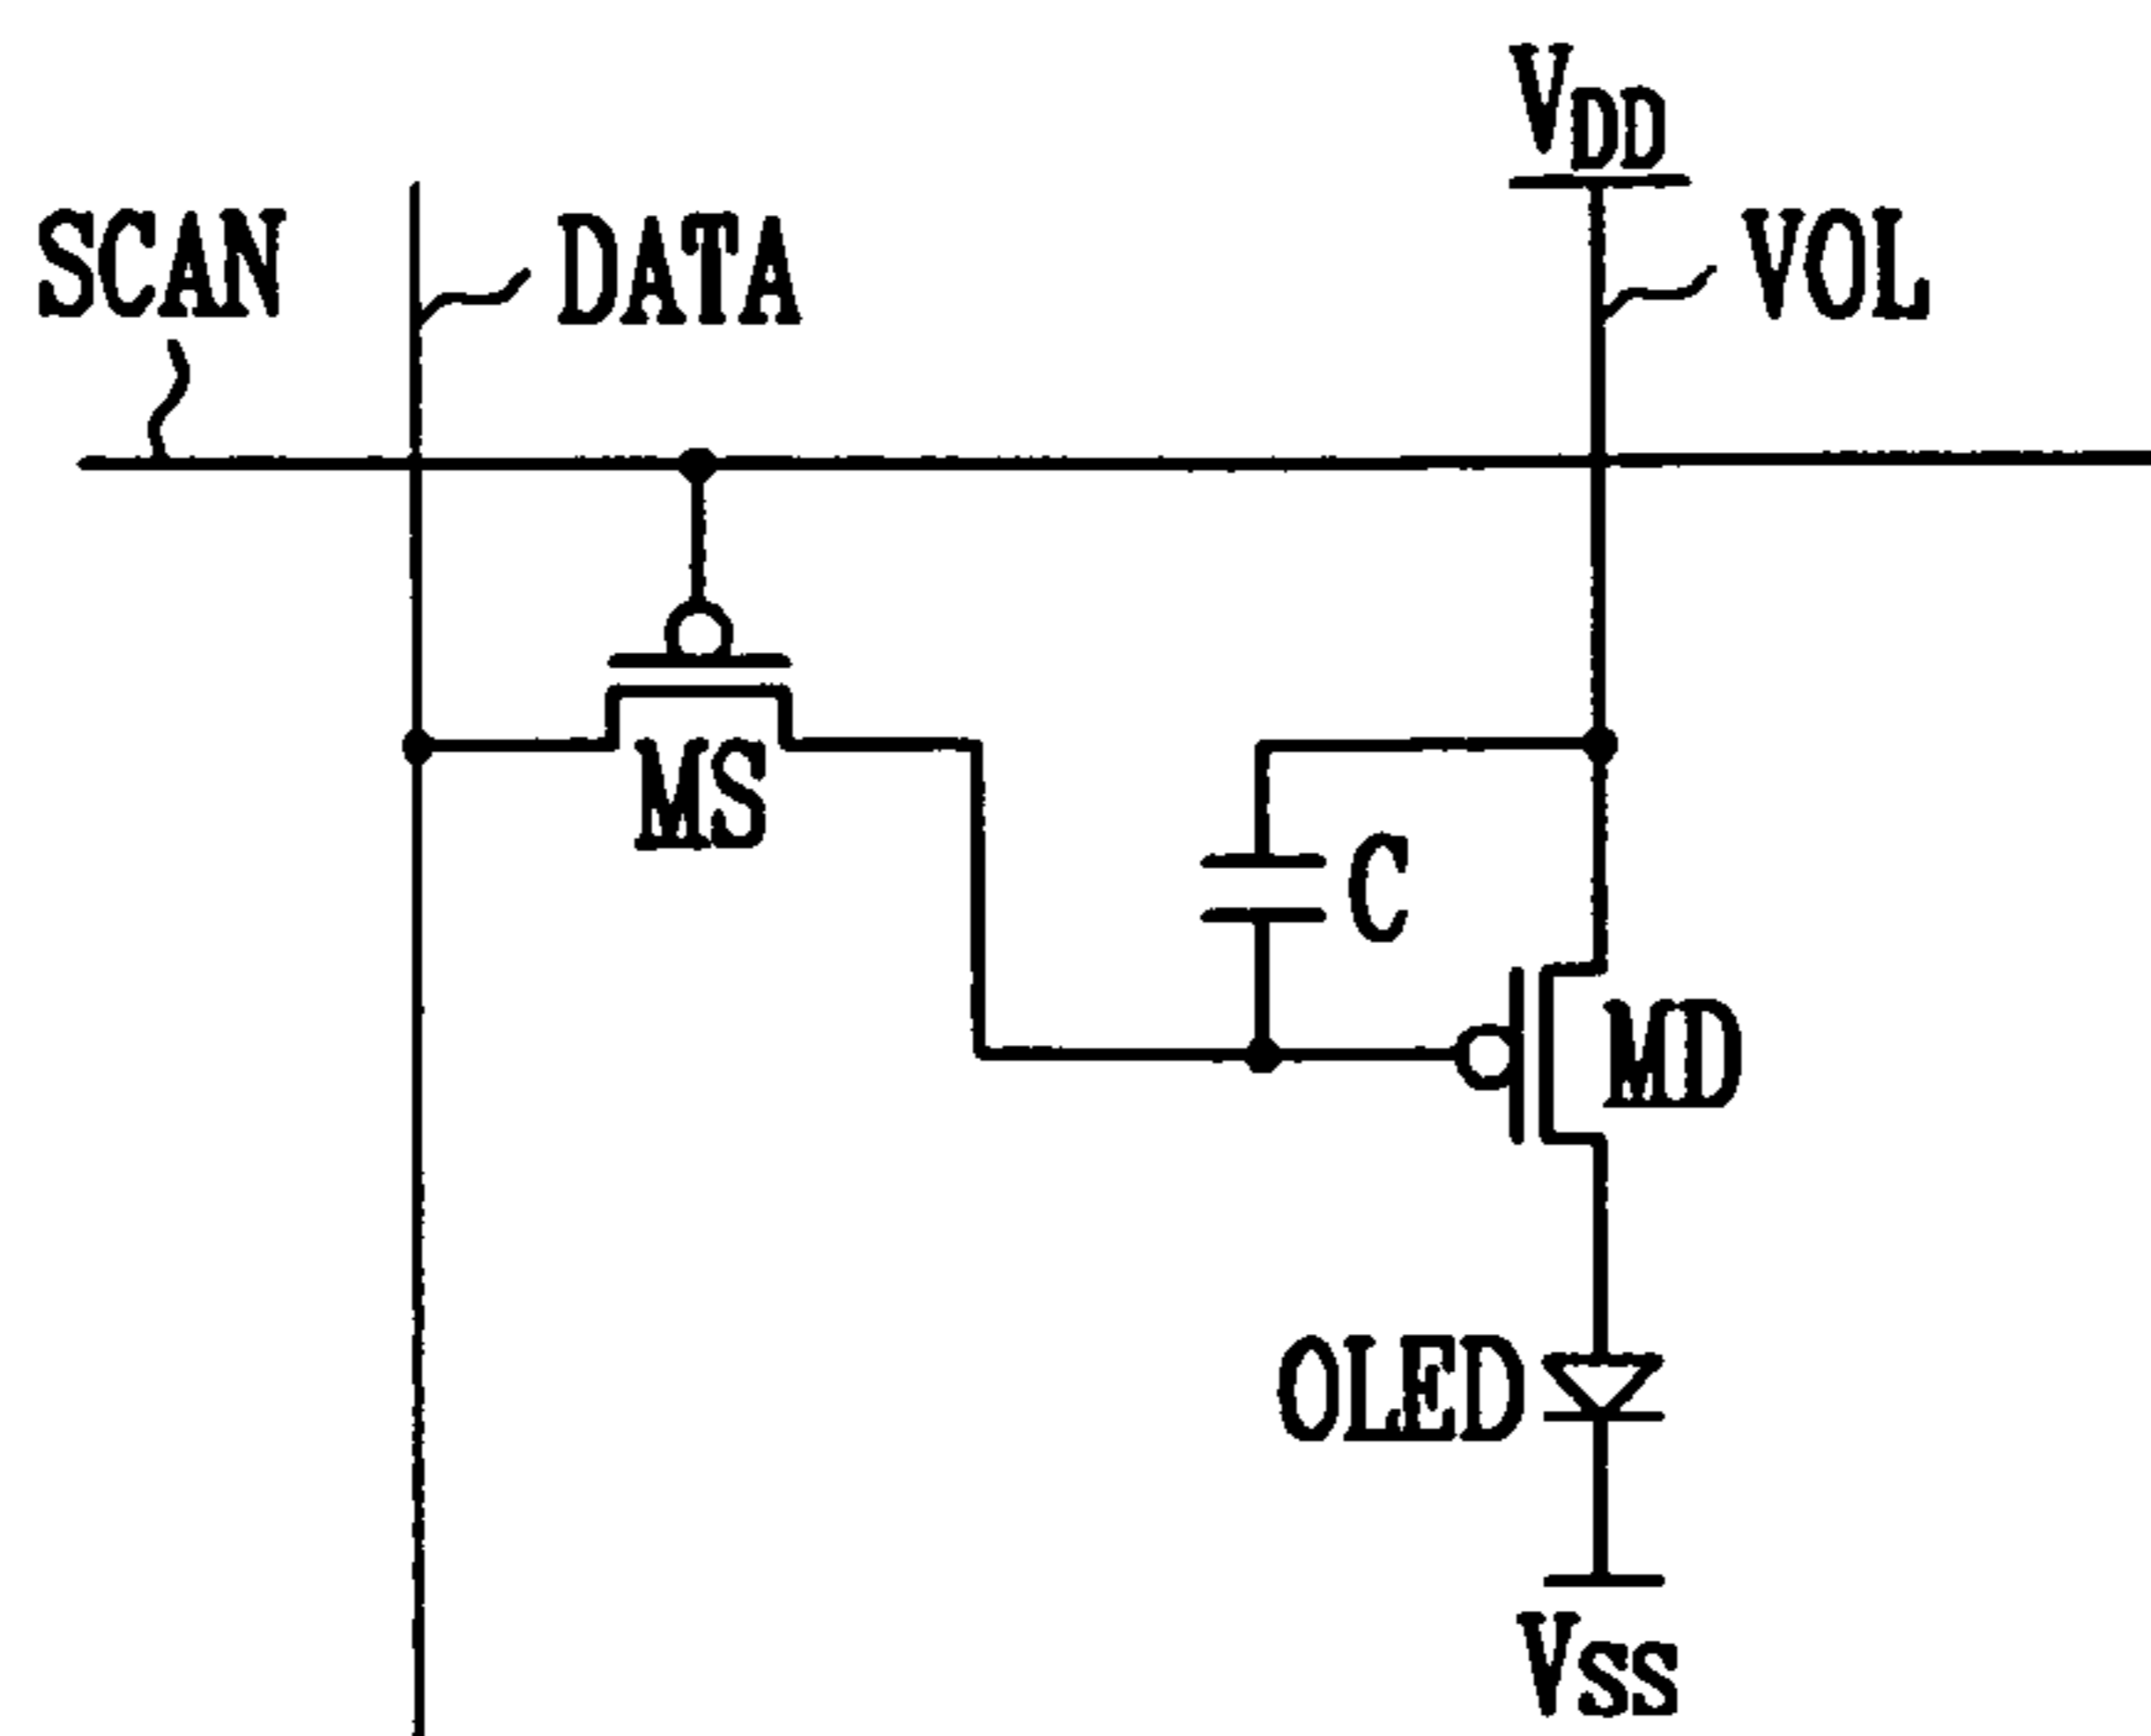 VDD
SCAN
DATA
VOL
MS
C
MD
OLED
VSS